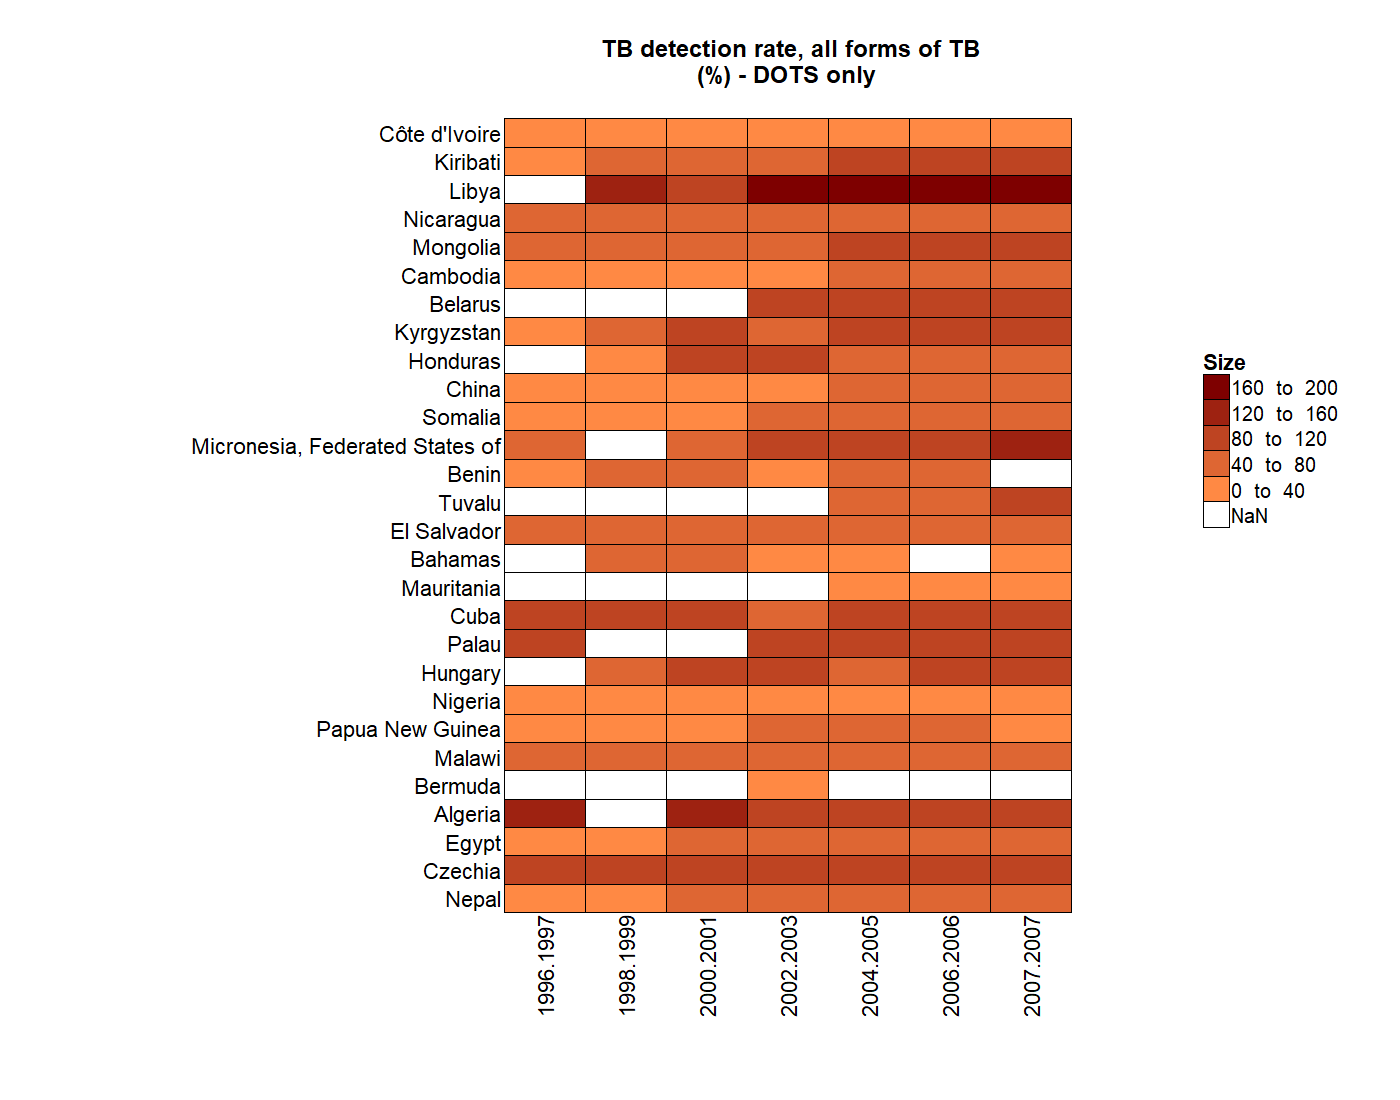 TB detection rate, all forms of TB
(%) - DOTS only
Côte d'Ivoire
Kiribati
Libya
Nicaragua
Mongolia
Cambodia
Belarus
Kyrgyzstan
Honduras
China
Somalia
Micronesia, Federated States of
Benin
Tuvalu
El Salvador
Bahamas
Mauritania
Cuba
Palau
Hungary
Nigeria
Papua New Guinea
Malawi
Bermuda
Algeria
Egypt
Czechia
Nepal
1996.1997
1998.1999
2000.2001
2002.2003
2004.2005
2006.2006
2007.2007
Size
160 to 200
120 to 160
80 to 120
40 to 80
0 to 40
NaN